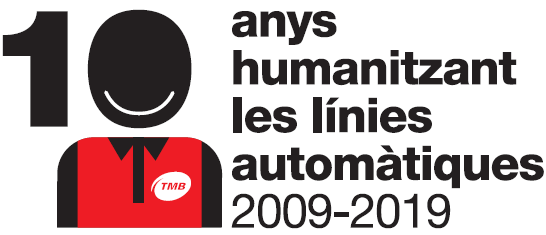 10 anys
humanitzant
les línies
automàtiques
2009-2019
TMB